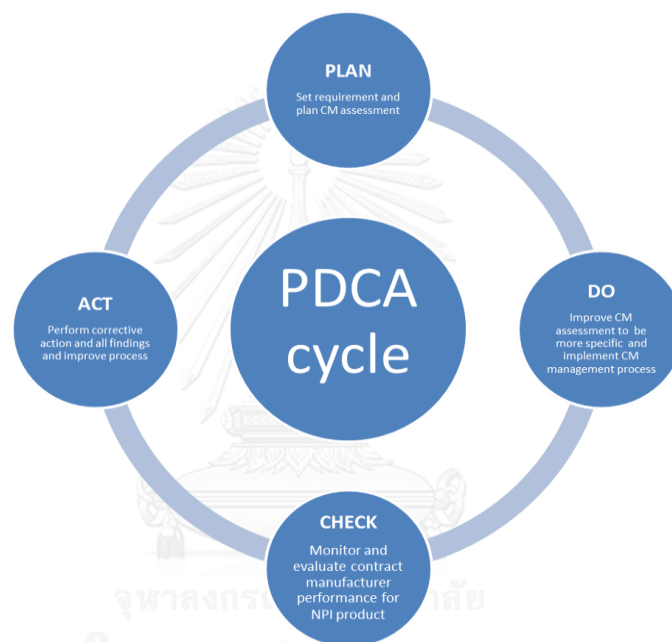 PLAN
Set requirement and
plan CM assessment
PDCA
cycle
DO
Improve CM
assessment to be
more specific and
implement CM
management process
CHECK
Monitor and
evaluate contract
manufacturer
performance for
NPI product
ACT
Perform corrective
action and all findings
and improve process